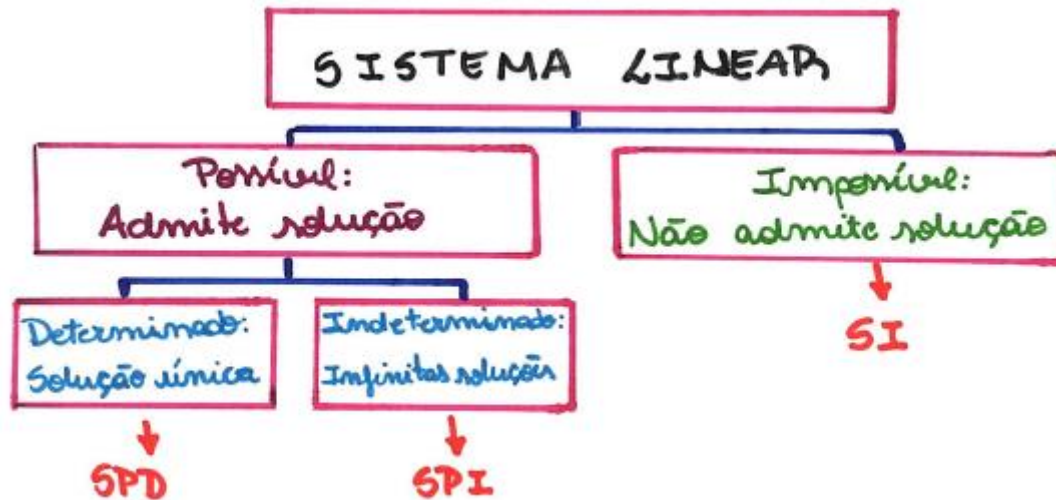 SISTEMA LINEAR
Possível:
Admite solução
Impossível:
Não admite solução
Determinado:
Solução única
Indeterminado:
Infinitas soluções
SI
SPD
SPI